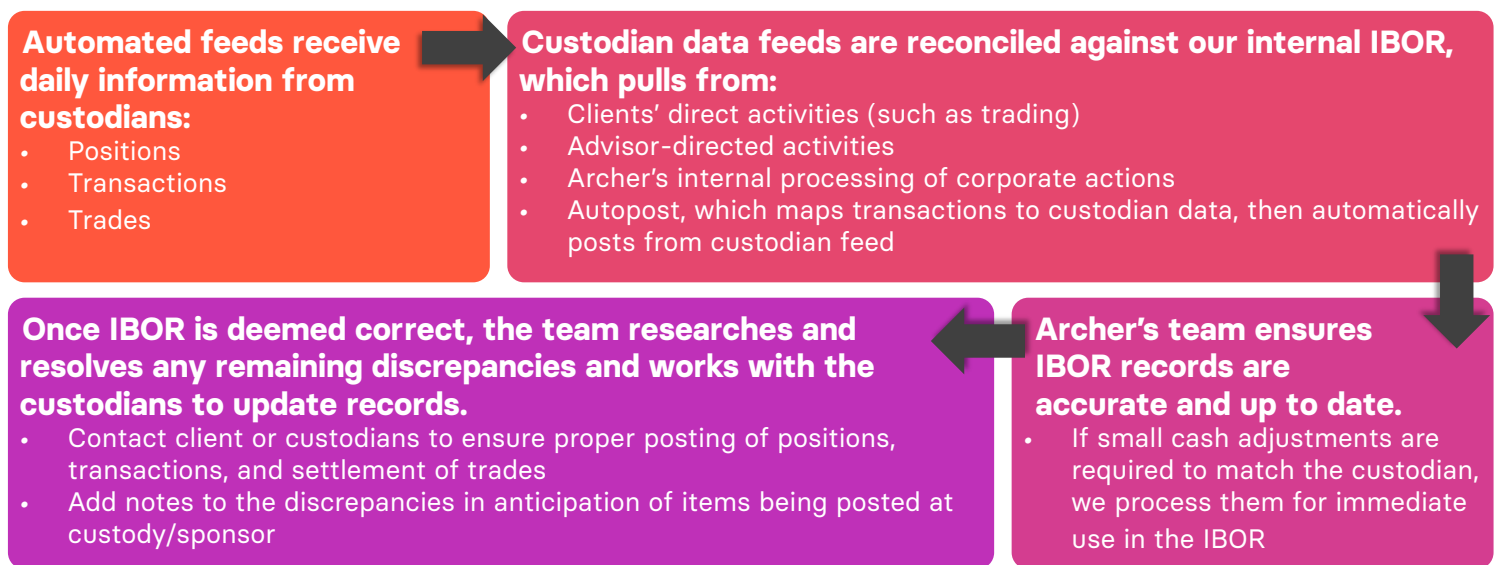 Automated feeds receive
daily information from
custodians:
• Positions
• Transactions
• Trades
Custodian data feeds are reconciled against our internal IBOR,
which pulls from:
• Clients’ direct activities (such as trading)
• Advisor-directed activities
• Archer’s internal processing of corporate actions
• Autopost, which maps transactions to custodian data, then automatically
posts from custodian feed
Archer’s team ensures
IBOR records are
accurate and up to date.
• If small cash adjustments are
required to match the custodian,
we process them for immediate
use in the IBOR
Once IBOR is deemed correct, the team researches and
resolves any remaining discrepancies and works with the
custodians to update records.
• Contact client or custodians to ensure proper posting of positions,
transactions, and settlement of trades
• Add notes to the discrepancies in anticipation of items being posted at
custody/sponsor